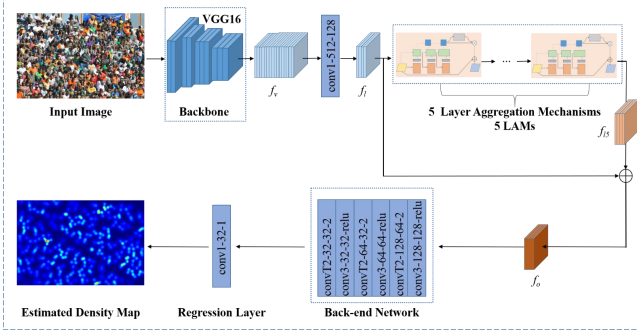 VGG16
Backbone
Input Image
f_v
conv1-512-128
f_l
...
5 Layer Aggregation Mechanisms
5 LAMs
f_l5
Estimated Density Map
conv1-32-1
Regression Layer
convT2-32-32-2
conv3-32-32-relu
convT2-64-32-2
conv3-64-64-relu
convT2-128-64-2
conv3-128-128-relu
Back-end Network
f_o